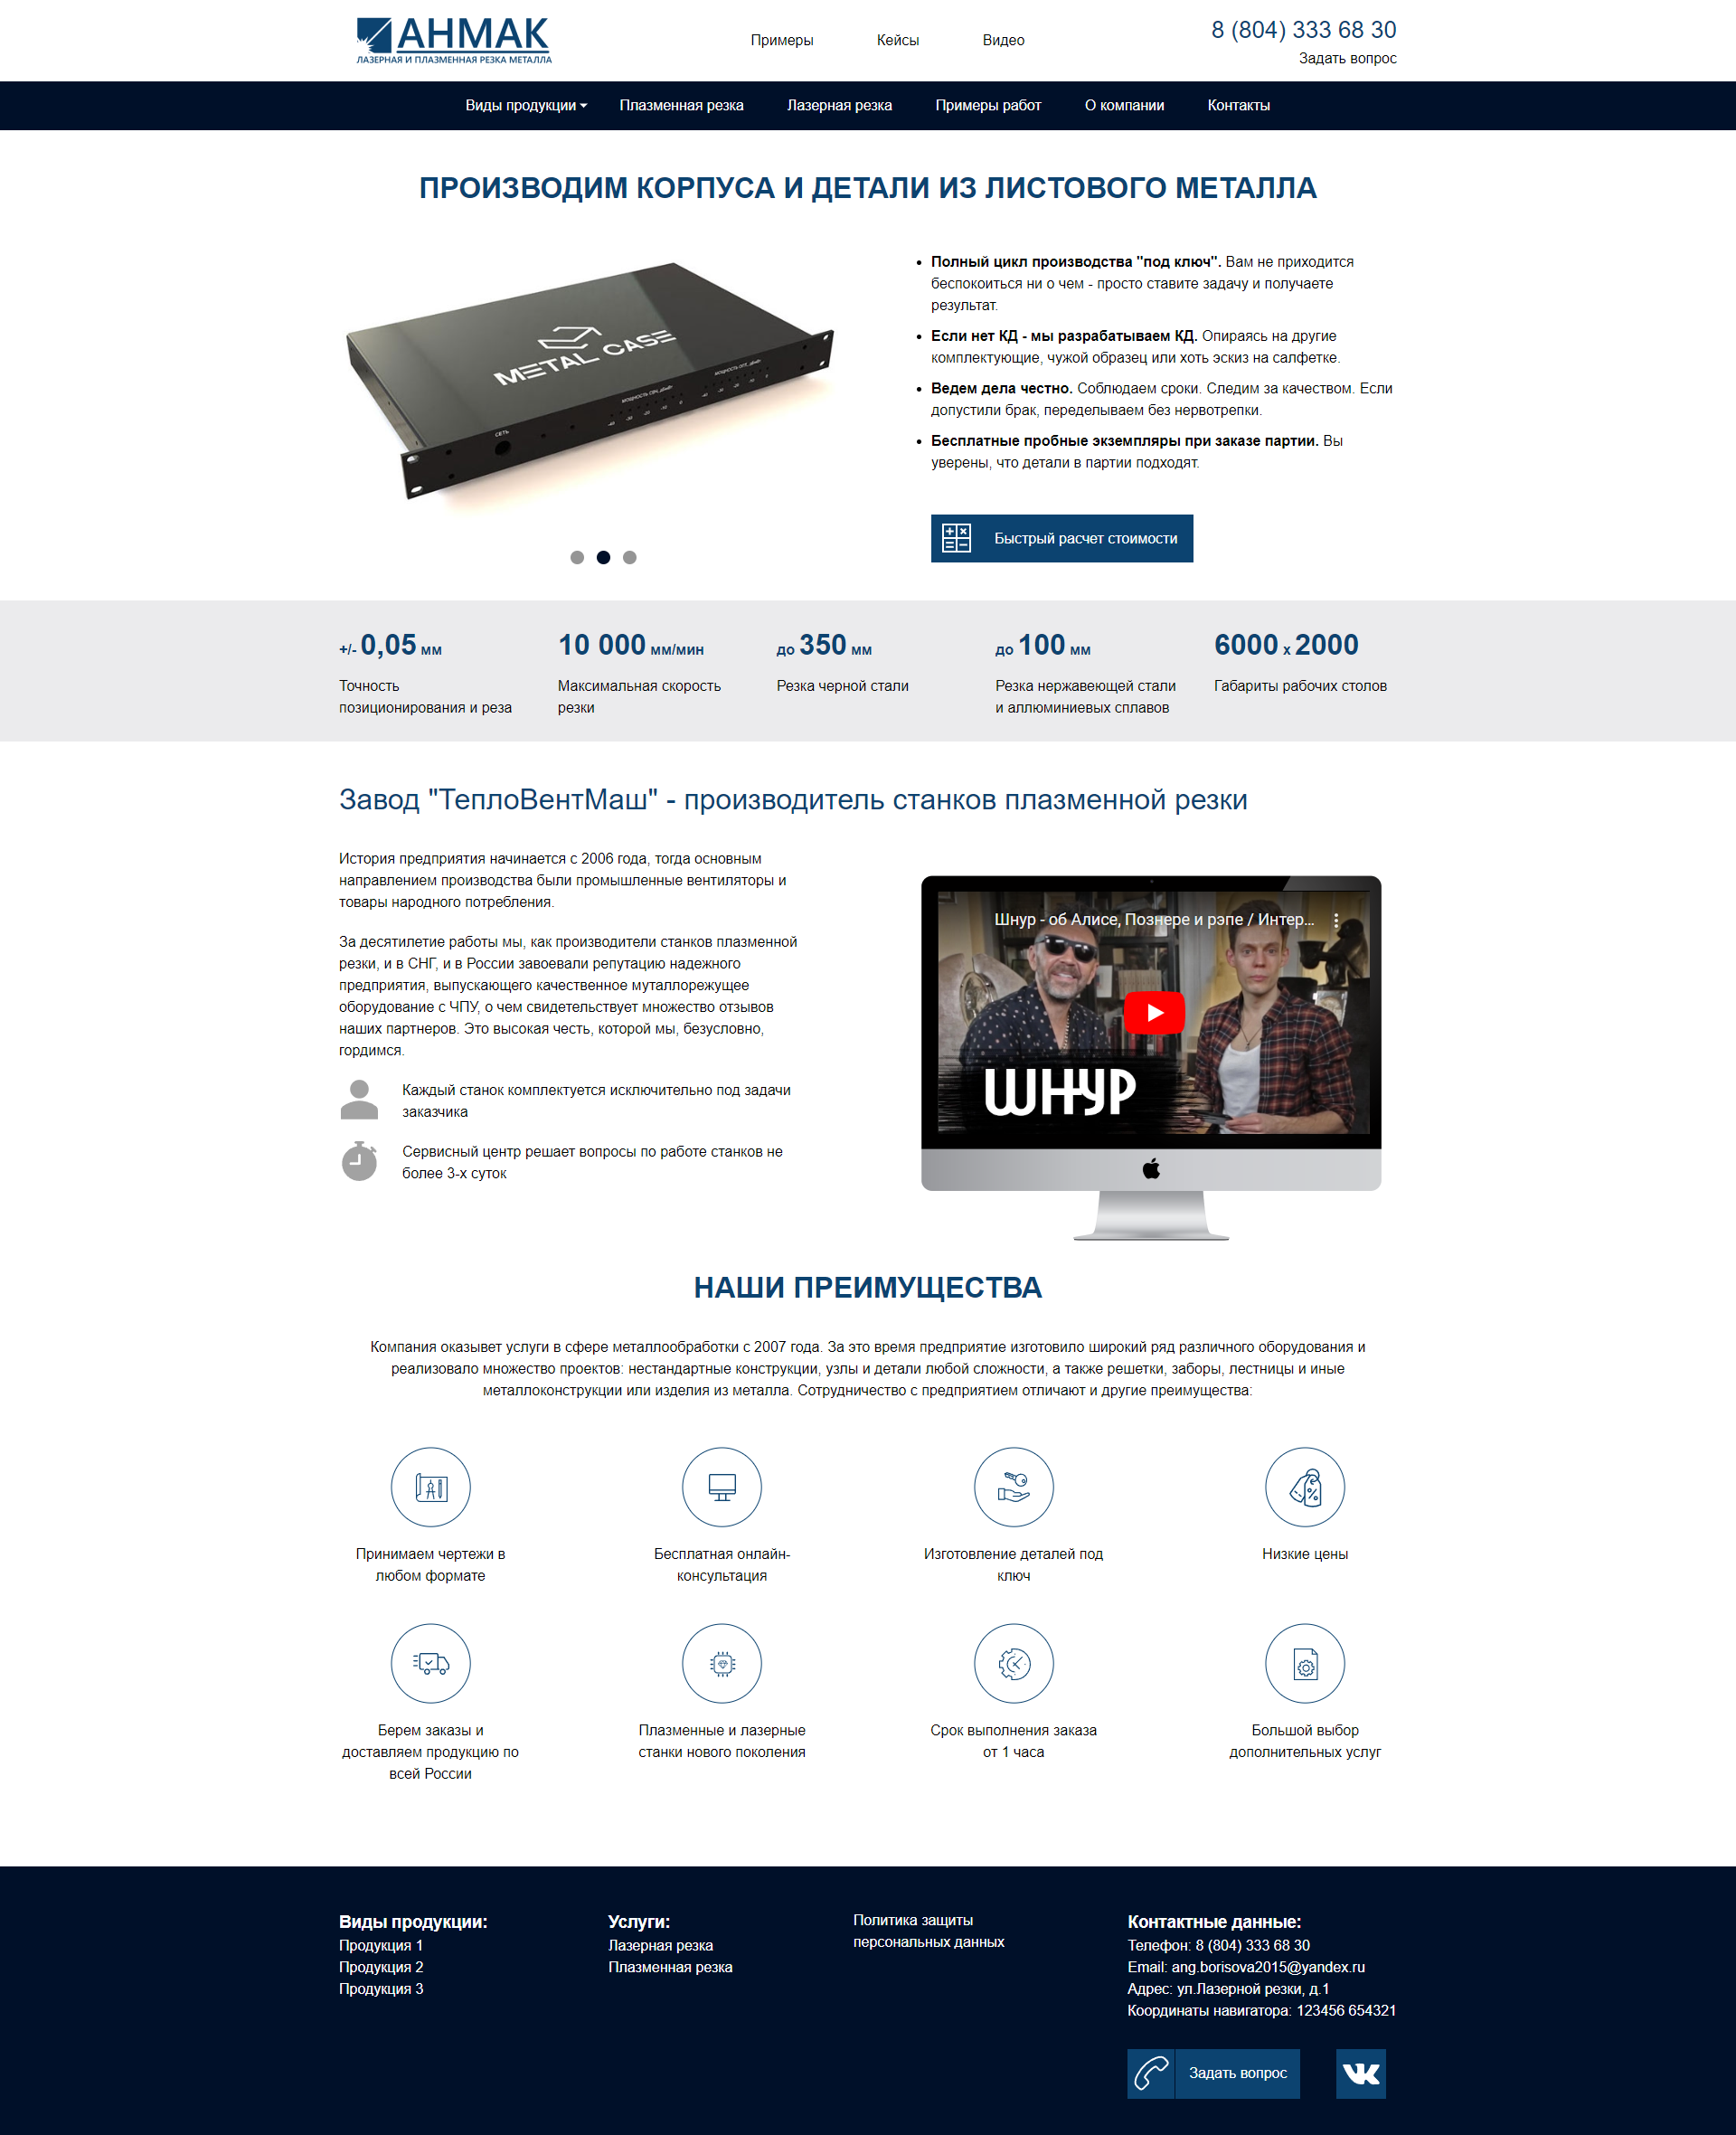 АНМАК
ЛАЗЕРНАЯ И ПЛАЗМЕННАЯ РЕЗКА МЕТАЛЛА
Примеры
Кейсы
Видео
8 (804) 333 68 30
Задать вопрос
Виды продукции
Плазменная резка
Лазерная резка
Примеры работ
О компании
Контакты
ПРОИЗВОДИМ КОРПУСА И ДЕТАЛИ ИЗ ЛИСТОВОГО МЕТАЛЛА
METAL CASE
СЕТЬ
Полный цикл производства "под ключ". Вам не приходится
беспокоиться ни о чем - просто ставите задачу и получаете
результат.
Если нет КД - мы разрабатываем КД. Опираясь на другие
комплектующие, чужой образец или хоть эскиз на салфетке.
Ведем дела честно. Соблюдаем сроки. Следим за качеством. Если
допустили брак, переделываем без нервотрепки.
Бесплатные пробные экземпляры при заказе партии. Вы
уверены, что детали в партии подходят.
Быстрый расчет стоимости
+/- 0,05 мм
Точность
позиционирования и реза
10 000 мм/мин
Максимальная скорость
резки
до 350 мм
Резка черной стали
до 100 мм
Резка нержавеющей стали
и аллюминиевых сплавов
6000 x 2000
Габариты рабочих столов
Завод "ТеплоВентМаш" - производитель станков плазменной резки
История предприятия начинается с 2006 года, тогда основным
направлением производства были промышленные вентиляторы и
товары народного потребления.
За десятилетие работы мы, как производители станков плазменной
резки, и в СНГ, и в России завоевали репутацию надежного
предприятия, выпускающего качественное муталлорежущее
оборудование с ЧПУ, о чем свидетельствует множество отзывов
наших партнеров. Это высокая честь, которой мы, безусловно,
гордимся.
Каждый станок комплектуется исключительно под задачи
заказчика
Сервисный центр решает вопросы по работе станков не
более 3-х суток
Шнур - об Алисе, Познере и рэпе / Интер...
ШНУР
НАШИ ПРЕИМУЩЕСТВА
Компания оказывет услуги в сфере металлообработки с 2007 года. За это время предприятие изготовило широкий ряд различного оборудования и
реализовало множество проектов: нестандартные конструкции, узлы и детали любой сложности, а также решетки, заборы, лестницы и иные
металлоконструкции или изделия из металла. Сотрудничество с предприятием отличают и другие преимущества:
Принимаем чертежи в
любом формате
Бесплатная онлайн-
консультация
Изготовление деталей под
ключ
Низкие цены
Берем заказы и
доставляем продукцию по
всей России
Плазменные и лазерные
станки нового поколения
Срок выполнения заказа
от 1 часа
Большой выбор
дополнительных услуг
Виды продукции:
Продукция 1
Продукция 2
Продукция 3
Услуги:
Лазерная резка
Плазменная резка
Политика защиты
персональных данных
Контактные данные:
Телефон: 8 (804) 333 68 30
Email: ang.borisova2015@yandex.ru
Адрес: ул.Лазерной резки, д.1
Координаты навигатора: 123456 654321
Задать вопрос